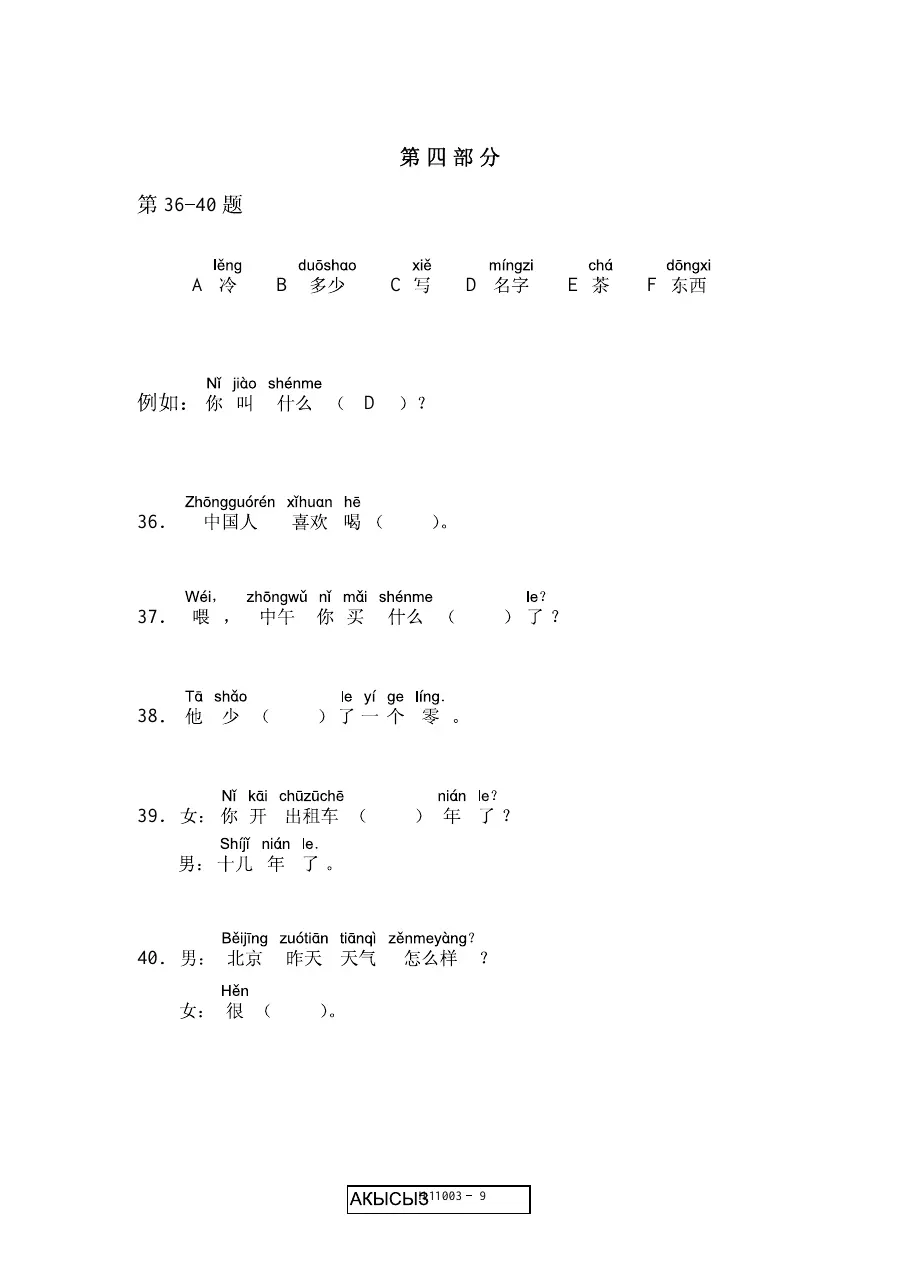 第四部分
第 36-40 题
lěng duōshao xiě míngzi chá dōngxi
A 冷 B 多少 C 写 D 名字 E 茶 F 东西
Nǐ jiào shénme
例如：你 叫 什么 （ D ）？
Zhōngguórén xǐhuan hē
36. 中国人 喜欢 喝（ ）。
Wéi， zhōngwǔ nǐ mǎi shénme le？
37. 喂 ， 中午 你 买 什么 （ ）了 ？
Tā shǎo le yí ge líng.
38. 他 少 （ ）了 一 个 零 。
Nǐ kāi chūzūchē nián le？
39. 女：你 开 出租车 （ ） 年 了 ？
Shíjǐ nián le.
男：十几 年 了 。
Běijīng zuótiān tiānqì zěnmeyàng？
40. 男： 北京 昨天 天气 怎么样 ？
Hěn
女： 很 （ ）。
АКЫСЫЗ 11003 - 9